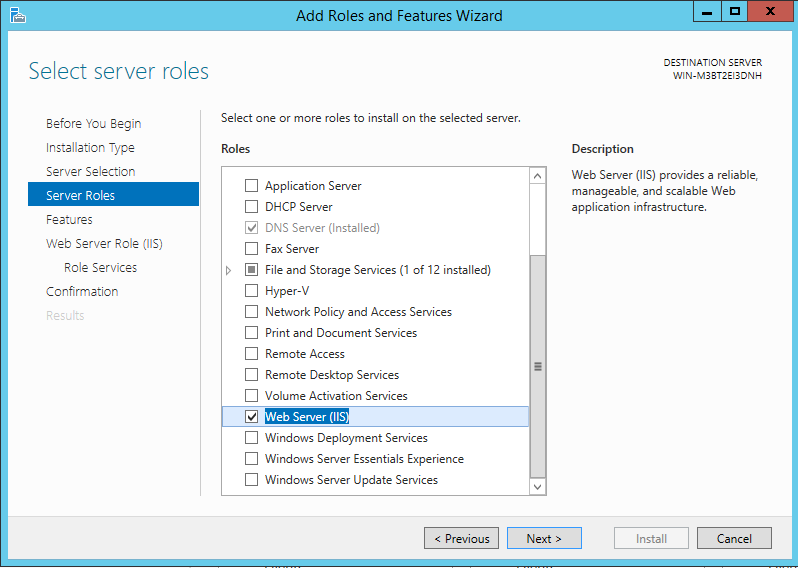 Add Roles and Features Wizard
Select server roles
DESTINATION SERVER
WIN-M3BT2EI3DNH
Before You Begin
Installation Type
Server Selection
Server Roles
Features
Web Server Role (IIS)
Role Services
Confirmation
Results
Select one or more roles to install on the selected server.
Roles
Application Server
DHCP Server
DNS Server (Installed)
Fax Server
File and Storage Services (1 of 12 installed)
Hyper-V
Network Policy and Access Services
Print and Document Services
Remote Access
Remote Desktop Services
Volume Activation Services
Web Server (IIS)
Windows Deployment Services
Windows Server Essentials Experience
Windows Server Update Services
Description
Web Server (IIS) provides a reliable,
manageable, and scalable Web
application infrastructure.
< Previous
Next >
Install
Cancel